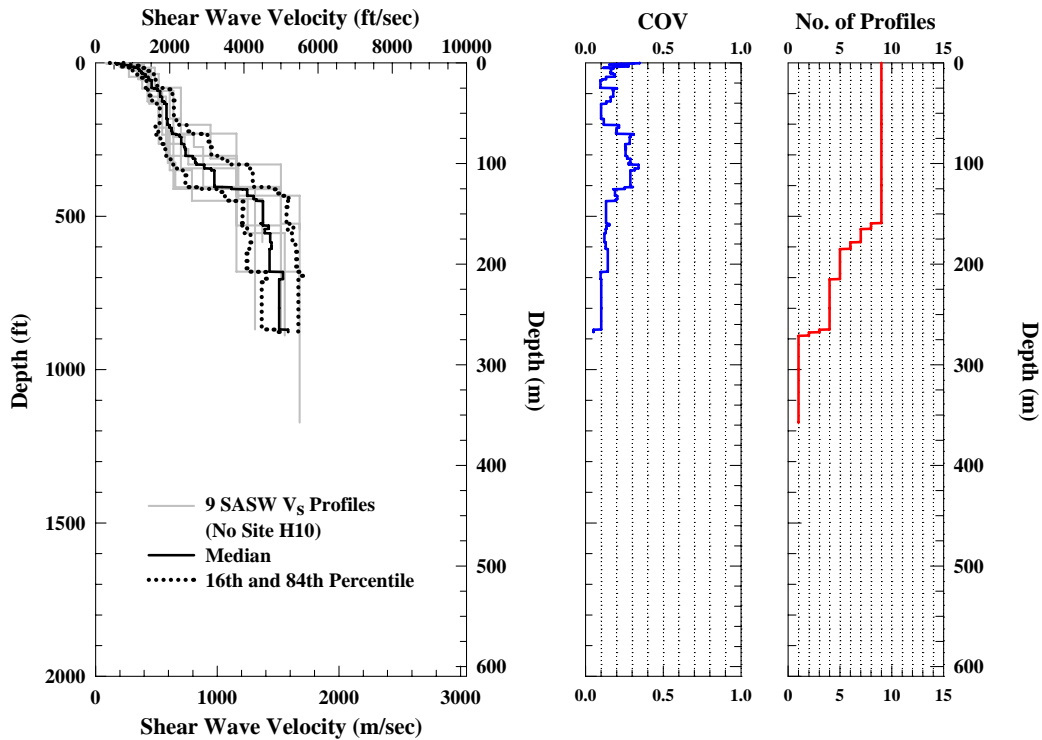 Shear Wave Velocity (ft/sec)
0 2000 4000 6000 8000 10000
COV
0.0 0.5 1.0
No. of Profiles
0 5 10 15
Depth (ft)
0
500
1000
1500
2000
0
100
200
300
400
500
600
Depth (m)
0.0 0.5 1.0
0
100
200
300
400
500
600
Depth (m)
9 SASW Vs Profiles
(No Site H10)
Median
16th and 84th Percentile
0 1000 2000 3000
Shear Wave Velocity (m/sec)
0 5 10 15